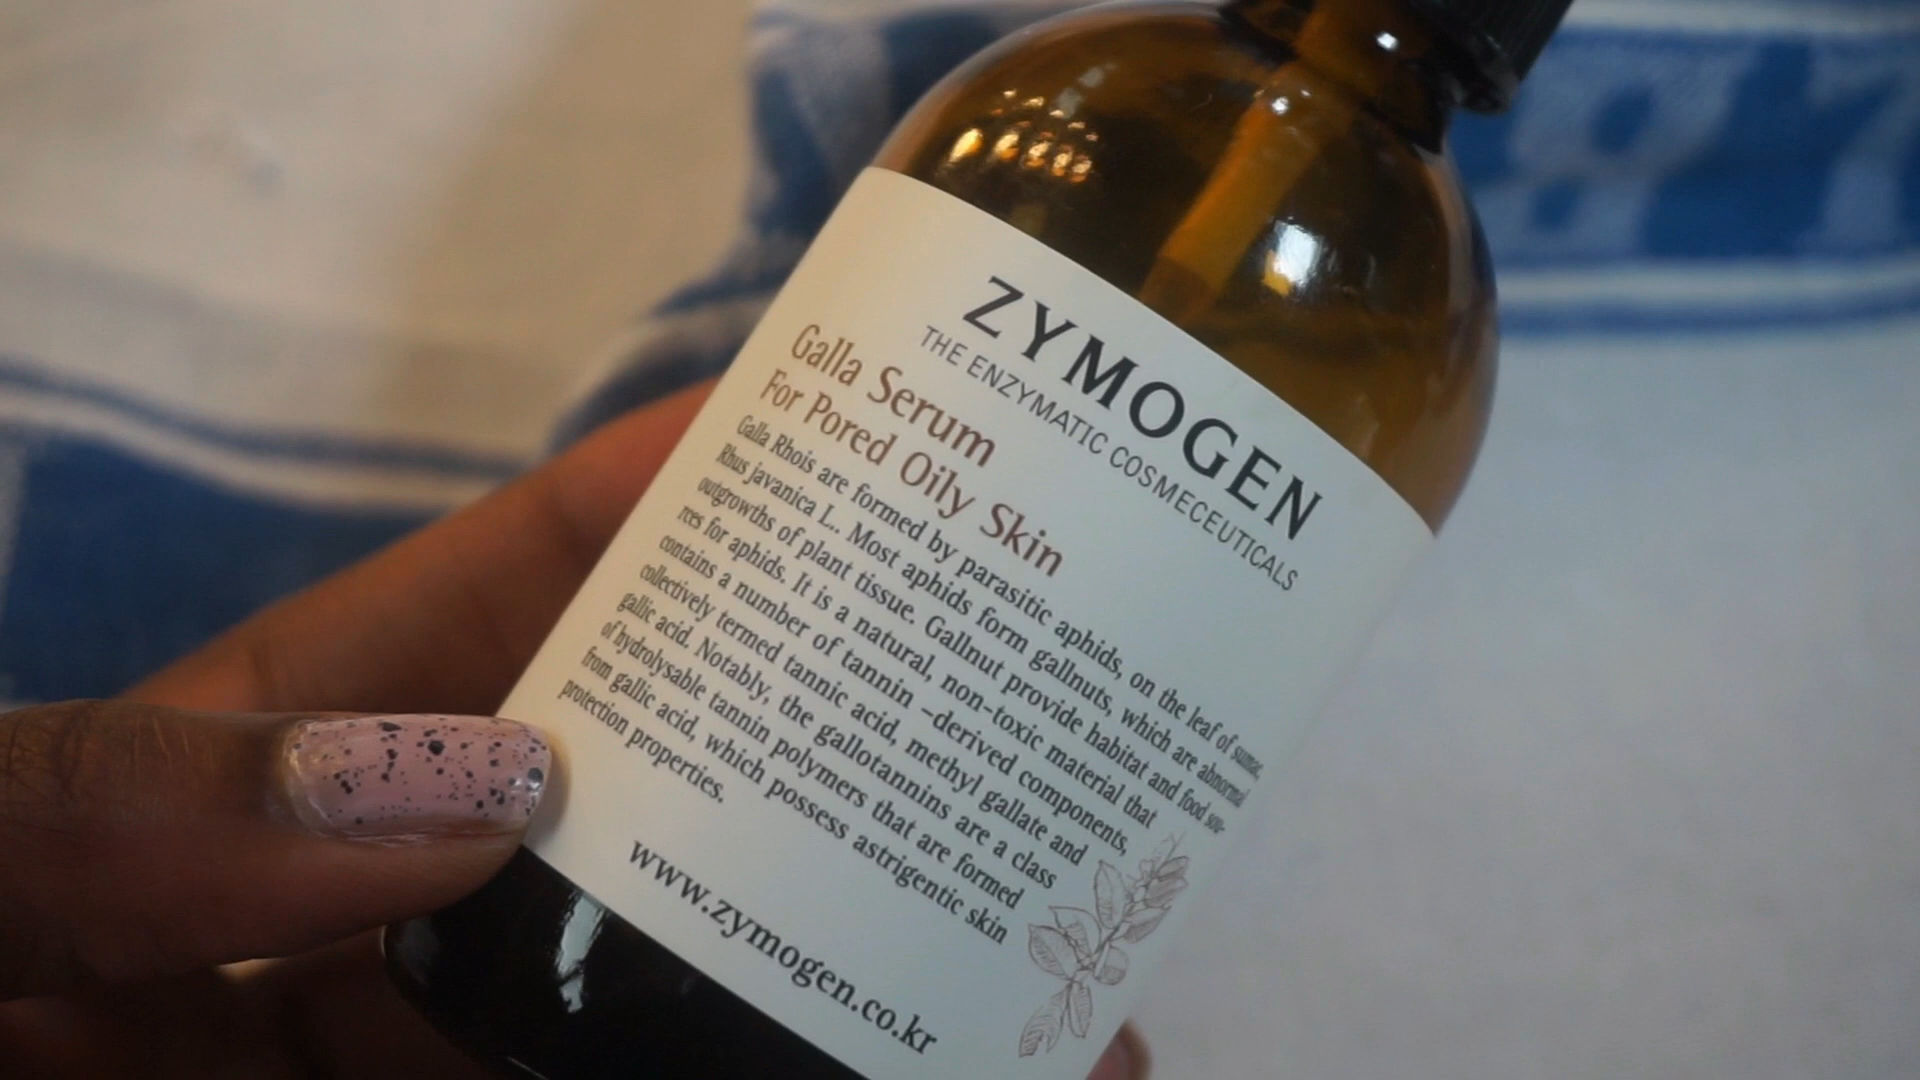 ZYMOGEN
THE ENZYMATIC COSMECEUTICALS
Galla Serum
For Pored Oily Skin
Galla Rhois are formed by parasitic aphids, on the leaf of sumac,
Rhus javanica L.. Most aphids form gallnuts, which are abnormal
outgrowths of plant tissue. Gallnut provide habitat and food sou-
rces for aphids. It is a natural, non-toxic material that
contains a number of tannin –derived components,
collectively termed tannic acid, methyl gallate and
gallic acid. Notably, the gallotannins are a class
of hydrolysable tannin polymers that are formed
from gallic acid, which possess astrigentic skin
protection properties.
www.zymogen.co.kr
87